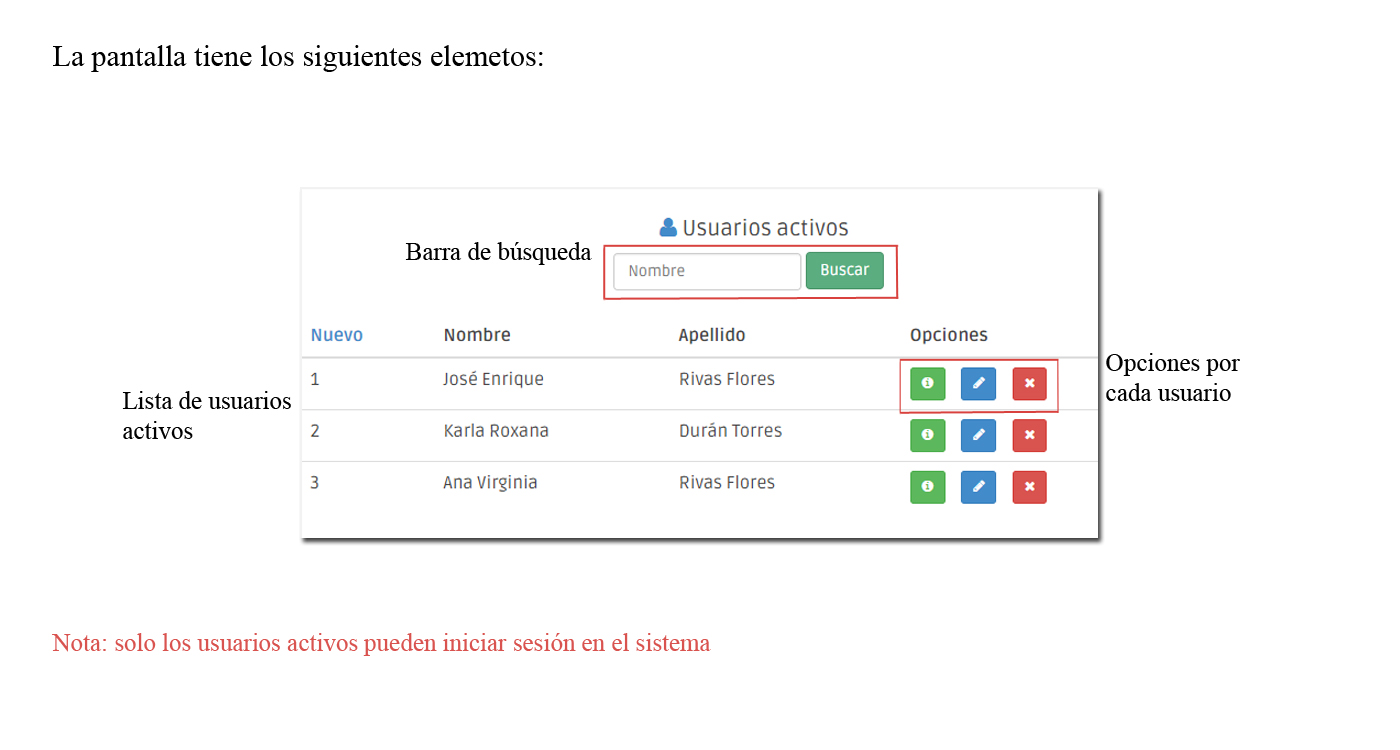 La pantalla tiene los siguientes elemetos:
Usuarios activos
Barra de búsqueda
Nombre Buscar
Nuevo Nombre Apellido Opciones
1 José Enrique Rivas Flores
Opciones por
cada usuario
Lista de usuarios
activos
2 Karla Roxana Durán Torres
3 Ana Virginia Rivas Flores
Nota: solo los usuarios activos pueden iniciar sesión en el sistema